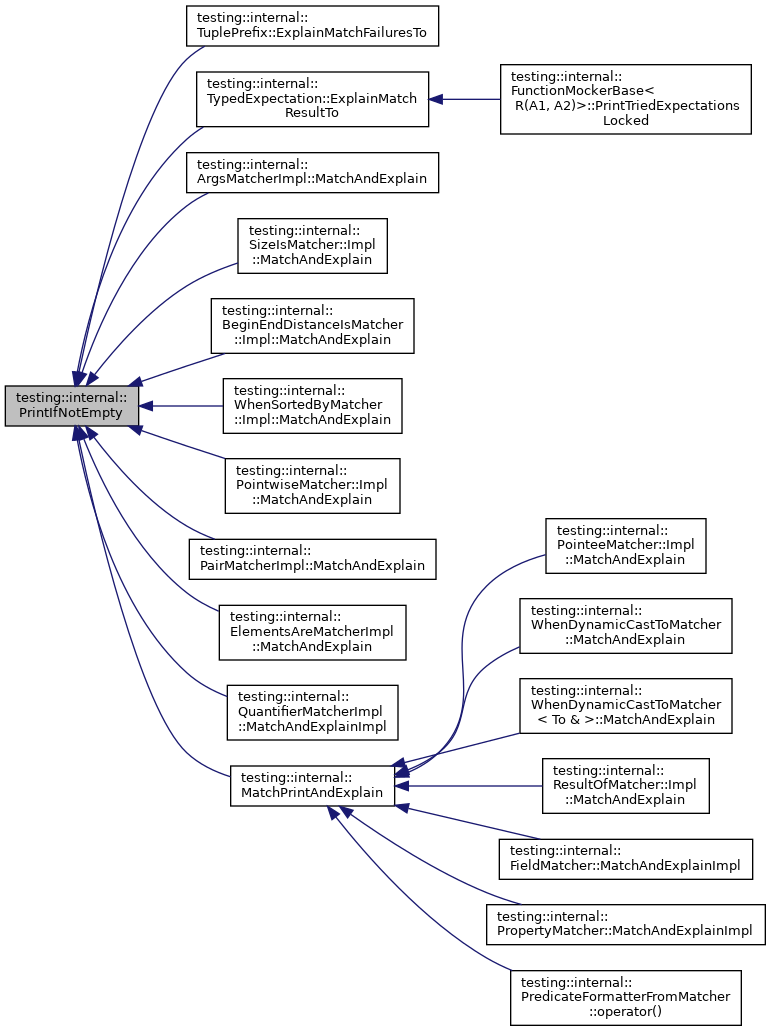 testing::internal::
TuplePrefix::ExplainMatchFailuresTo
testing::internal::
TypedExpectation::ExplainMatch
ResultTo
testing::internal::
FunctionMockerBase<
R(A1, A2)>::PrintTriedExpectations
Locked
testing::internal::
ArgsMatcherImpl::MatchAndExplain
testing::internal::
SizeIsMatcher::Impl
::MatchAndExplain
testing::internal::
BeginEndDistanceIsMatcher
::Impl::MatchAndExplain
testing::internal::
PrintIfNotEmpty
testing::internal::
WhenSortedByMatcher
::Impl::MatchAndExplain
testing::internal::
PointwiseMatcher::Impl
::MatchAndExplain
testing::internal::
PairMatcherImpl::MatchAndExplain
testing::internal::
ElementsAreMatcherImpl
::MatchAndExplain
testing::internal::
QuantifierMatcherImpl
::MatchAndExplainImpl
testing::internal::
MatchPrintAndExplain
testing::internal::
PointeeMatcher::Impl
::MatchAndExplain
testing::internal::
WhenDynamicCastToMatcher
::MatchAndExplain
testing::internal::
WhenDynamicCastToMatcher
< To & >::MatchAndExplain
testing::internal::
ResultOfMatcher::Impl
::MatchAndExplain
testing::internal::
FieldMatcher::MatchAndExplainImpl
testing::internal::
PropertyMatcher::MatchAndExplainImpl
testing::internal::
PredicateFormatterFromMatcher
::operator()